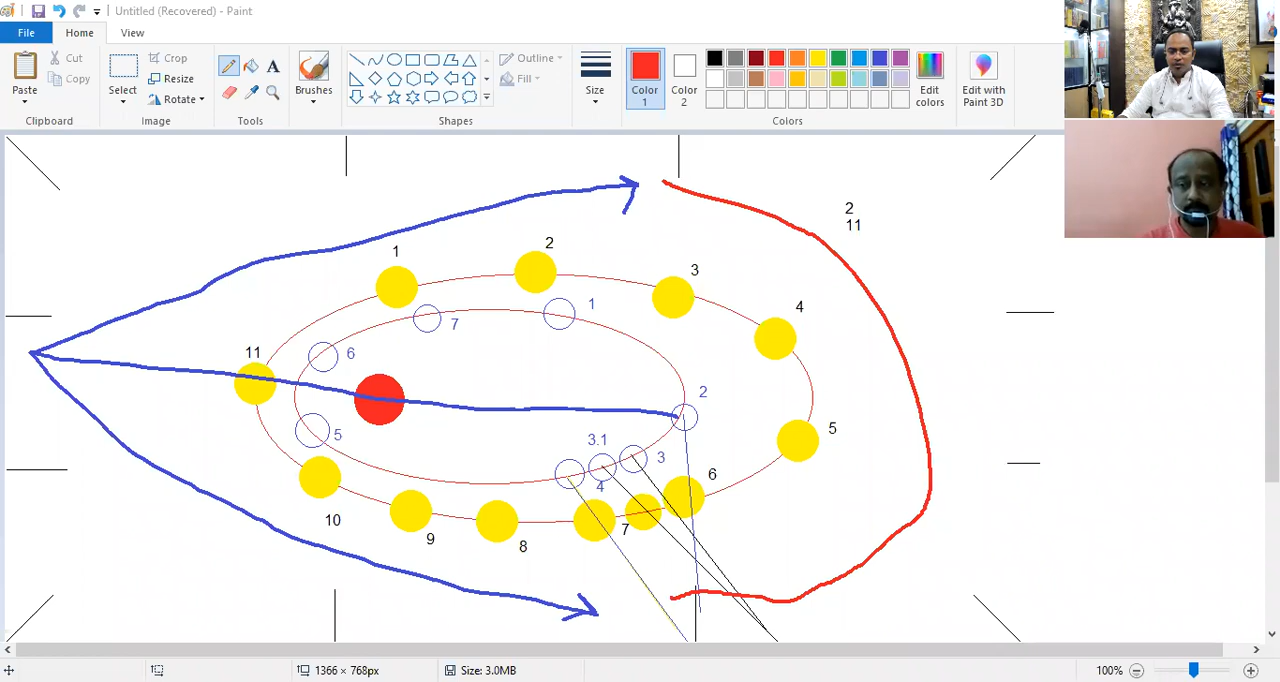 Untitled (Recovered) - Paint
File
Home
View
Paste
Cut
Copy
Clipboard
Select
Crop
Resize
Rotate
Image
A
Tools
Brushes
Outline
Fill
Shapes
Size
Color 1
Color 2
Edit colors
Edit with Paint 3D
Colors
2
11
1
2
3
4
5
6
7
8
9
10
11
1
2
3
3.1
4
5
6
7
1366 × 768px
Size: 3.0MB
100%